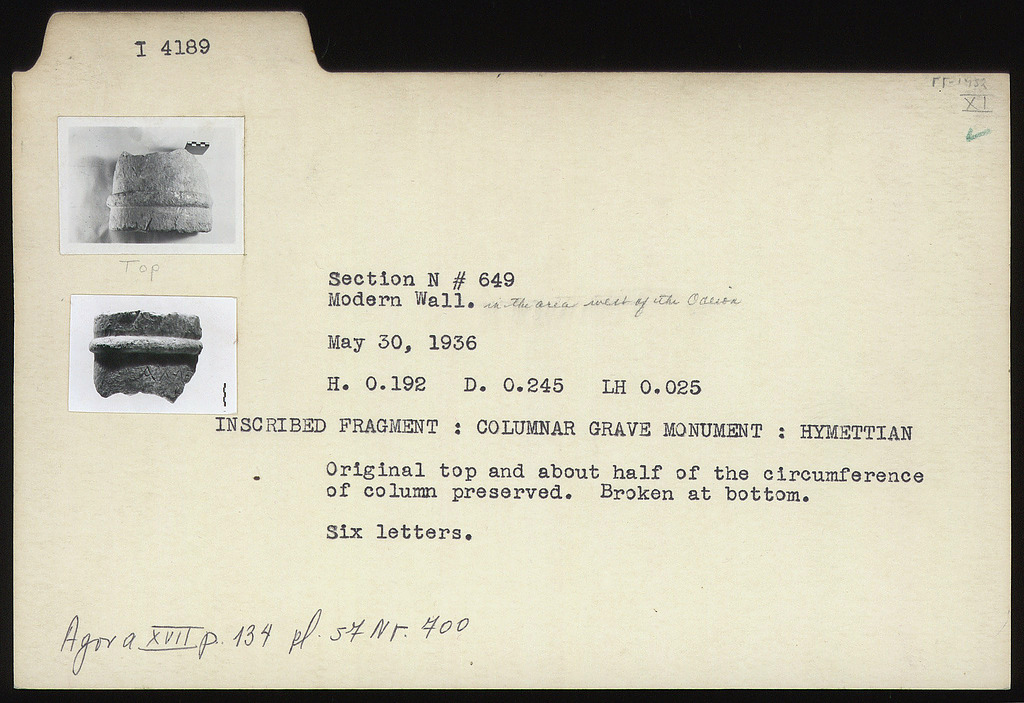 I 4189
XI
Top
Section N # 649
Modern Wall. in the area west of the Odeion
May 30, 1936
H. 0.192 D. 0.245 LH 0.025
INSCRIBED FRAGMENT : COLUMNAR GRAVE MONUMENT : HYMETTIAN
Original top and about half of the circumference
of column preserved. Broken at bottom.
Six letters.
Agora XVII p. 134 pl. 57 Nr. 700